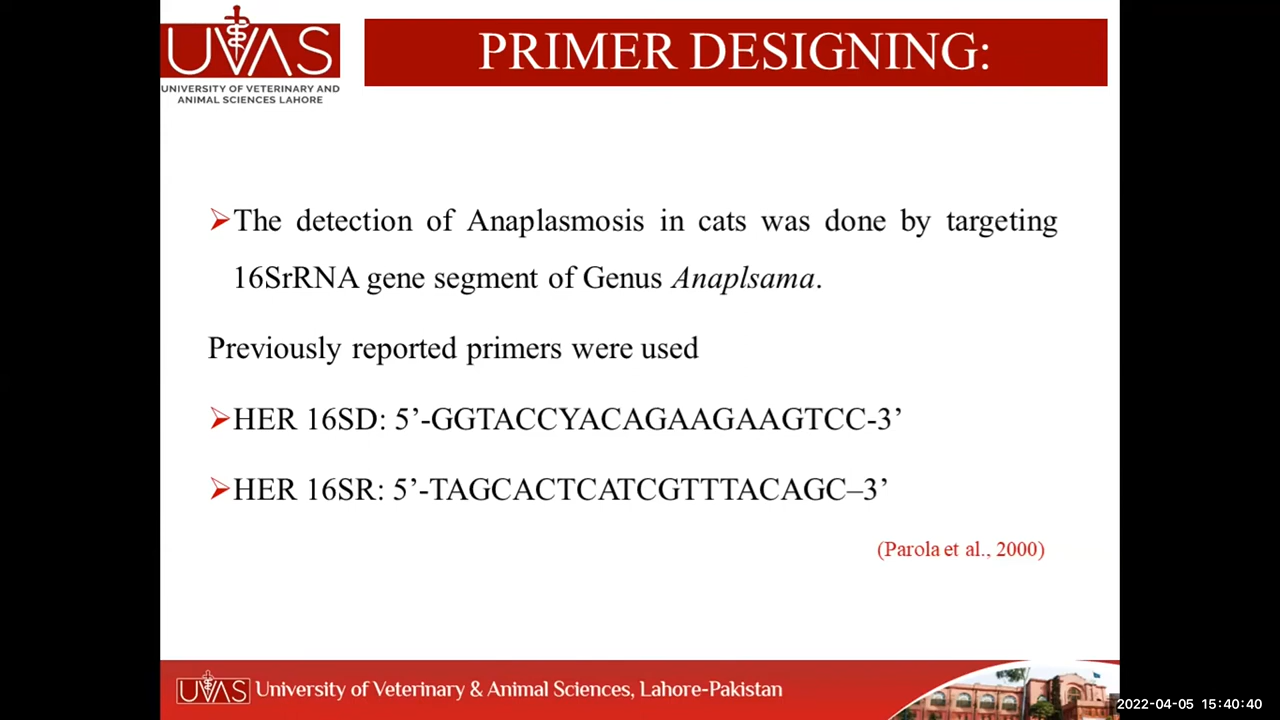 UVAS
UNIVERSITY OF VETERINARY AND
ANIMAL SCIENCES LAHORE
PRIMER DESIGNING:
The detection of Anaplasmosis in cats was done by targeting
16SrRNA gene segment of Genus Anaplsama.
Previously reported primers were used
HER 16SD: 5’-GGTACCYACAGAAGAAGTCC-3’
HER 16SR: 5’-TAGCACTCATCGTTTACAGC–3’
(Parola et al., 2000)
UVAS University of Veterinary & Animal Sciences, Lahore-Pakistan
2022-04-05 15:40:40